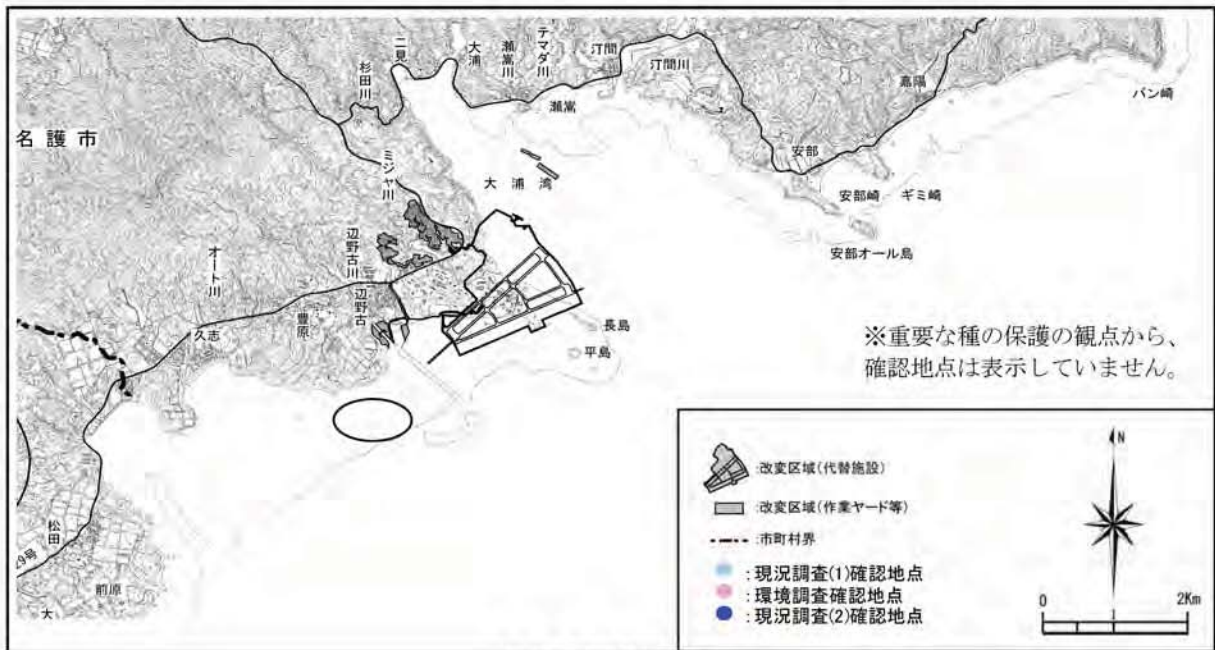 二見
大浦
瀬嵩川
テマダ川
汀間
汀間川
杉田川
瀬嵩
嘉陽
バン崎
名護市
ミジャ川
大浦湾
安部
安部崎
ギミ崎
安部オール島
オート川
辺野古川
辺野古
豊原
久志
長島
平島
※重要な種の保護の観点から、
確認地点は表示していません。
松田
29号
前原
大
:改変区域(代替施設)
:改変区域(作業ヤード等)
:市町村界
:現況調査(1)確認地点
:環境調査確認地点
:現況調査(2)確認地点
N
0 2Km